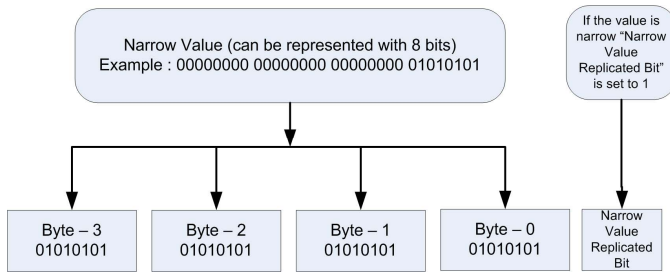 Narrow Value (can be represented with 8 bits)
Example : 00000000 00000000 00000000 01010101
If the value is
narrow “Narrow
Value
Replicated Bit”
is set to 1
Byte – 3
01010101
Byte – 2
01010101
Byte – 1
01010101
Byte – 0
01010101
Narrow
Value
Replicated
Bit